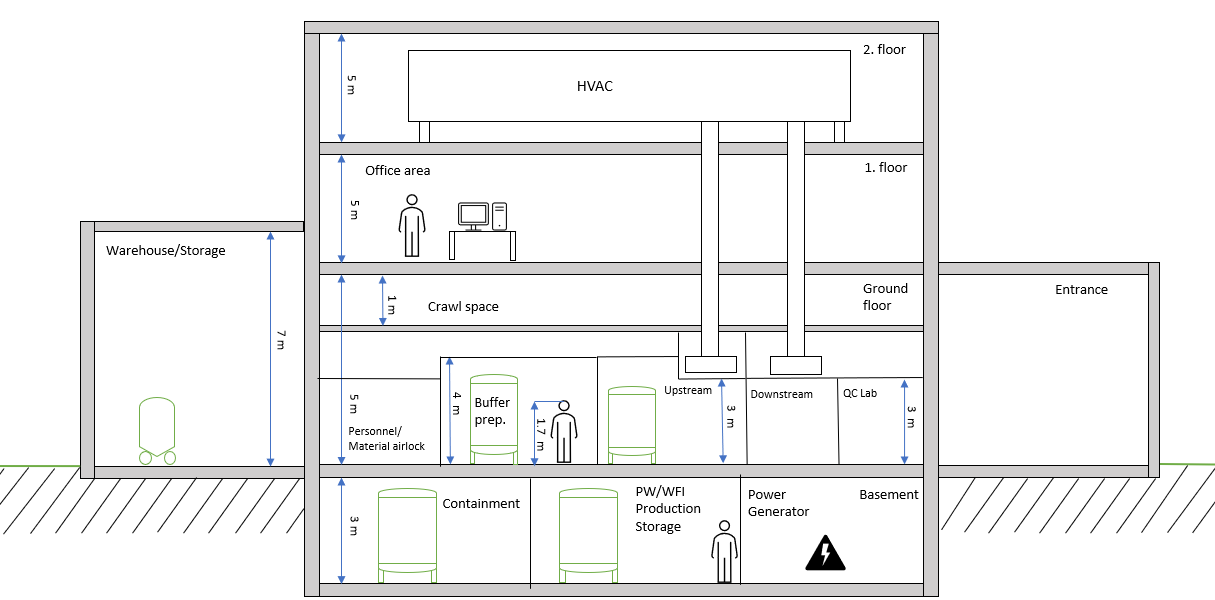 2. floor
HVAC
5 m
1. floor
Office area
5 m
Warehouse/Storage
7 m
Ground
floor
Entrance
1 m
Crawl space
5 m
Personnel/
Material airlock
4 m
Buffer
prep.
1.7 m
Upstream
3 m
Downstream
QC Lab
3 m
3 m
Containment
PW/WFI
Production
Storage
Power
Generator
Basement